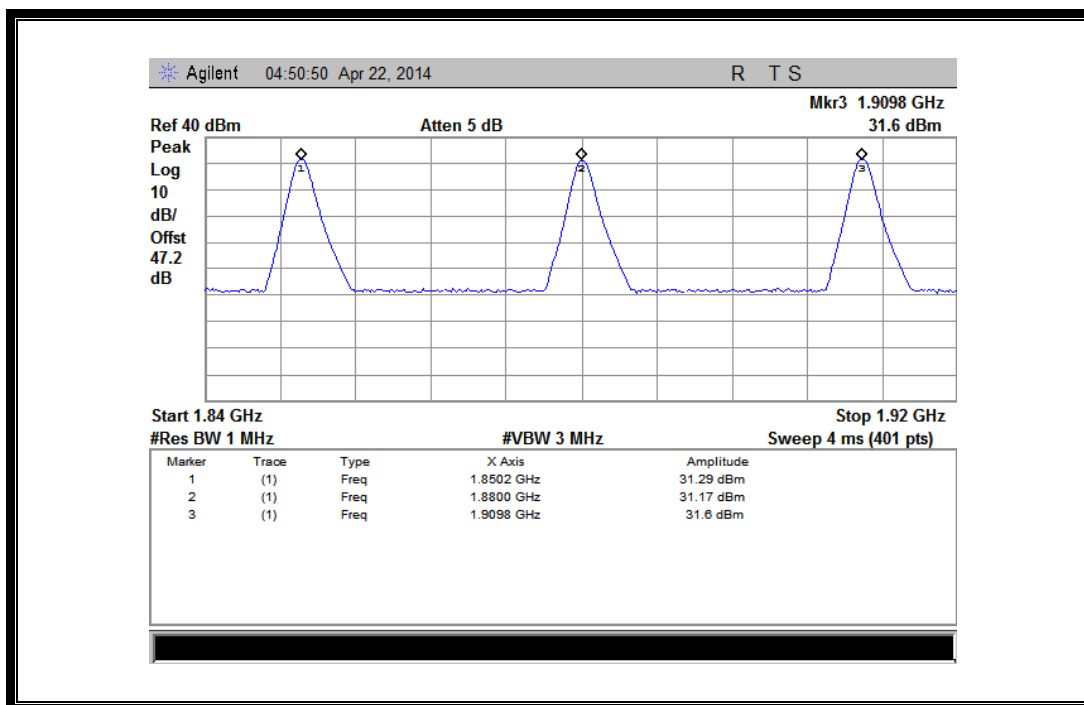 Agilent 04:50:50 Apr 22, 2014 R T S
Mkr3 1.9098 GHz
Ref 40 dBm Atten 5 dB 31.6 dBm
Peak
Log
10
dB/
Offst
47.2
dB
1 2 3
Start 1.84 GHz Stop 1.92 GHz
#Res BW 1 MHz #VBW 3 MHz Sweep 4 ms (401 pts)
Marker Trace Type X Axis Amplitude
1 (1) Freq 1.8502 GHz 31.29 dBm
2 (1) Freq 1.8800 GHz 31.17 dBm
3 (1) Freq 1.9098 GHz 31.6 dBm